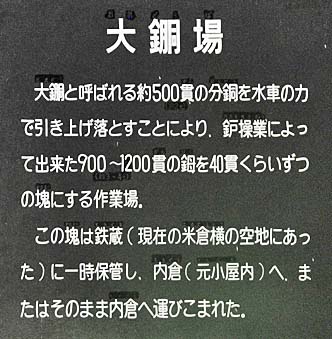 大鋼場
大鋼と呼ばれる約500貫の分銅を水車の力
で引き上げ落とすことにより、鈩操業によっ
て出来た900～1200貫の鉧を40貫くらいずつ
の塊にする作業場。
この塊は鉄蔵(現在の米倉横の空地にあっ
た)に一時保管し、内倉(元小屋内)へ、ま
たはそのまま内倉へ運びこまれた。